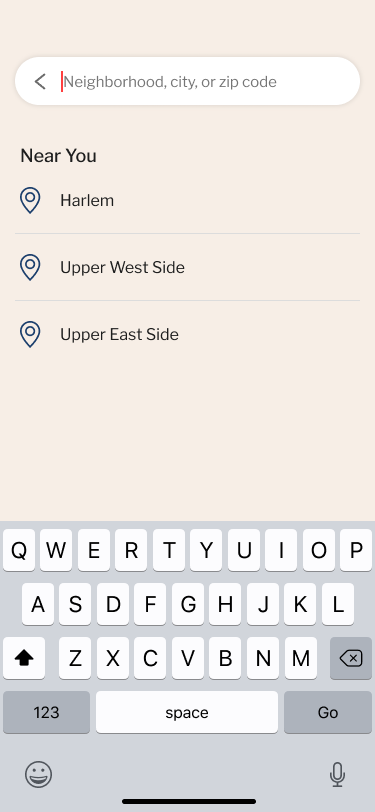 Neighborhood, city, or zip code
Near You
Harlem
Upper West Side
Upper East Side
Q W E R T Y U I O P
A S D F G H J K L
Z X C V B N M
123 space Go